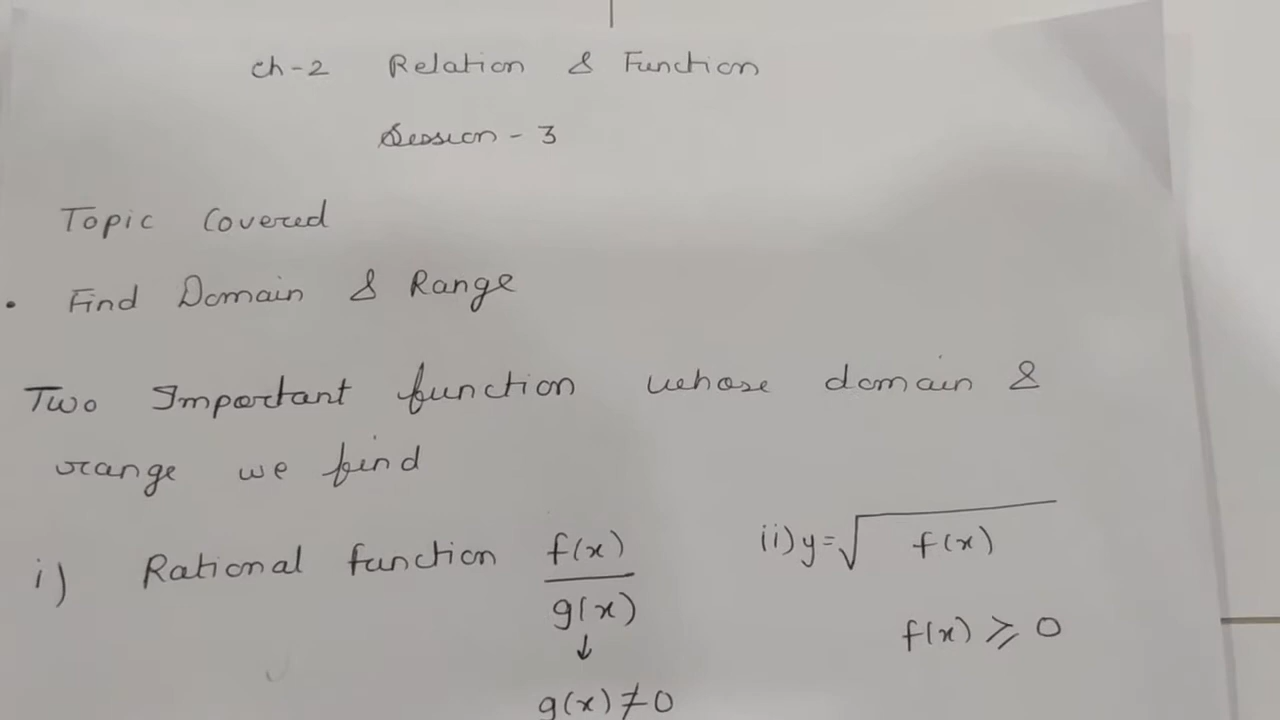 Ch-2 Relation & Function
Session - 3
Topic Covered
• Find Domain & Range
Two Important function whose domain &
range we find
i) Rational function f(x)/g(x) ii) y=√f(x)
↓ f(x) ≥ 0
g(x) ≠ 0